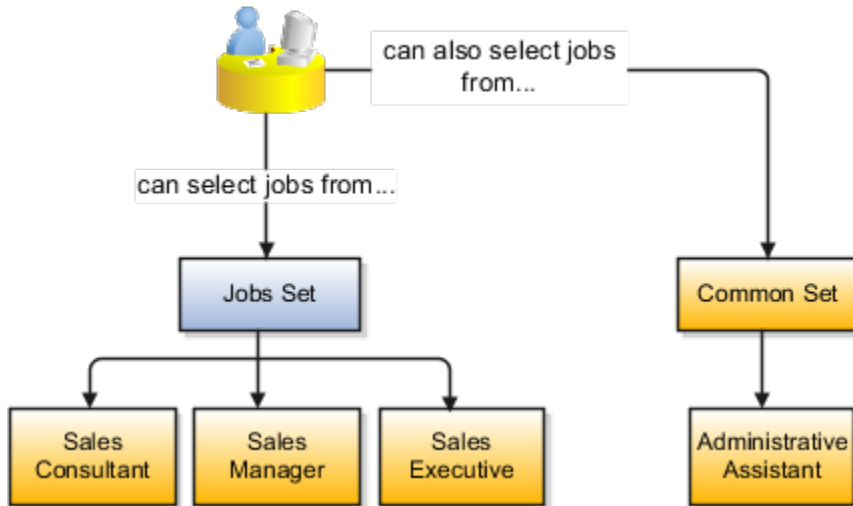 can also select jobs
from...
can select jobs from...
Jobs Set
Common Set
Sales
Consultant
Sales
Manager
Sales
Executive
Administrative
Assistant